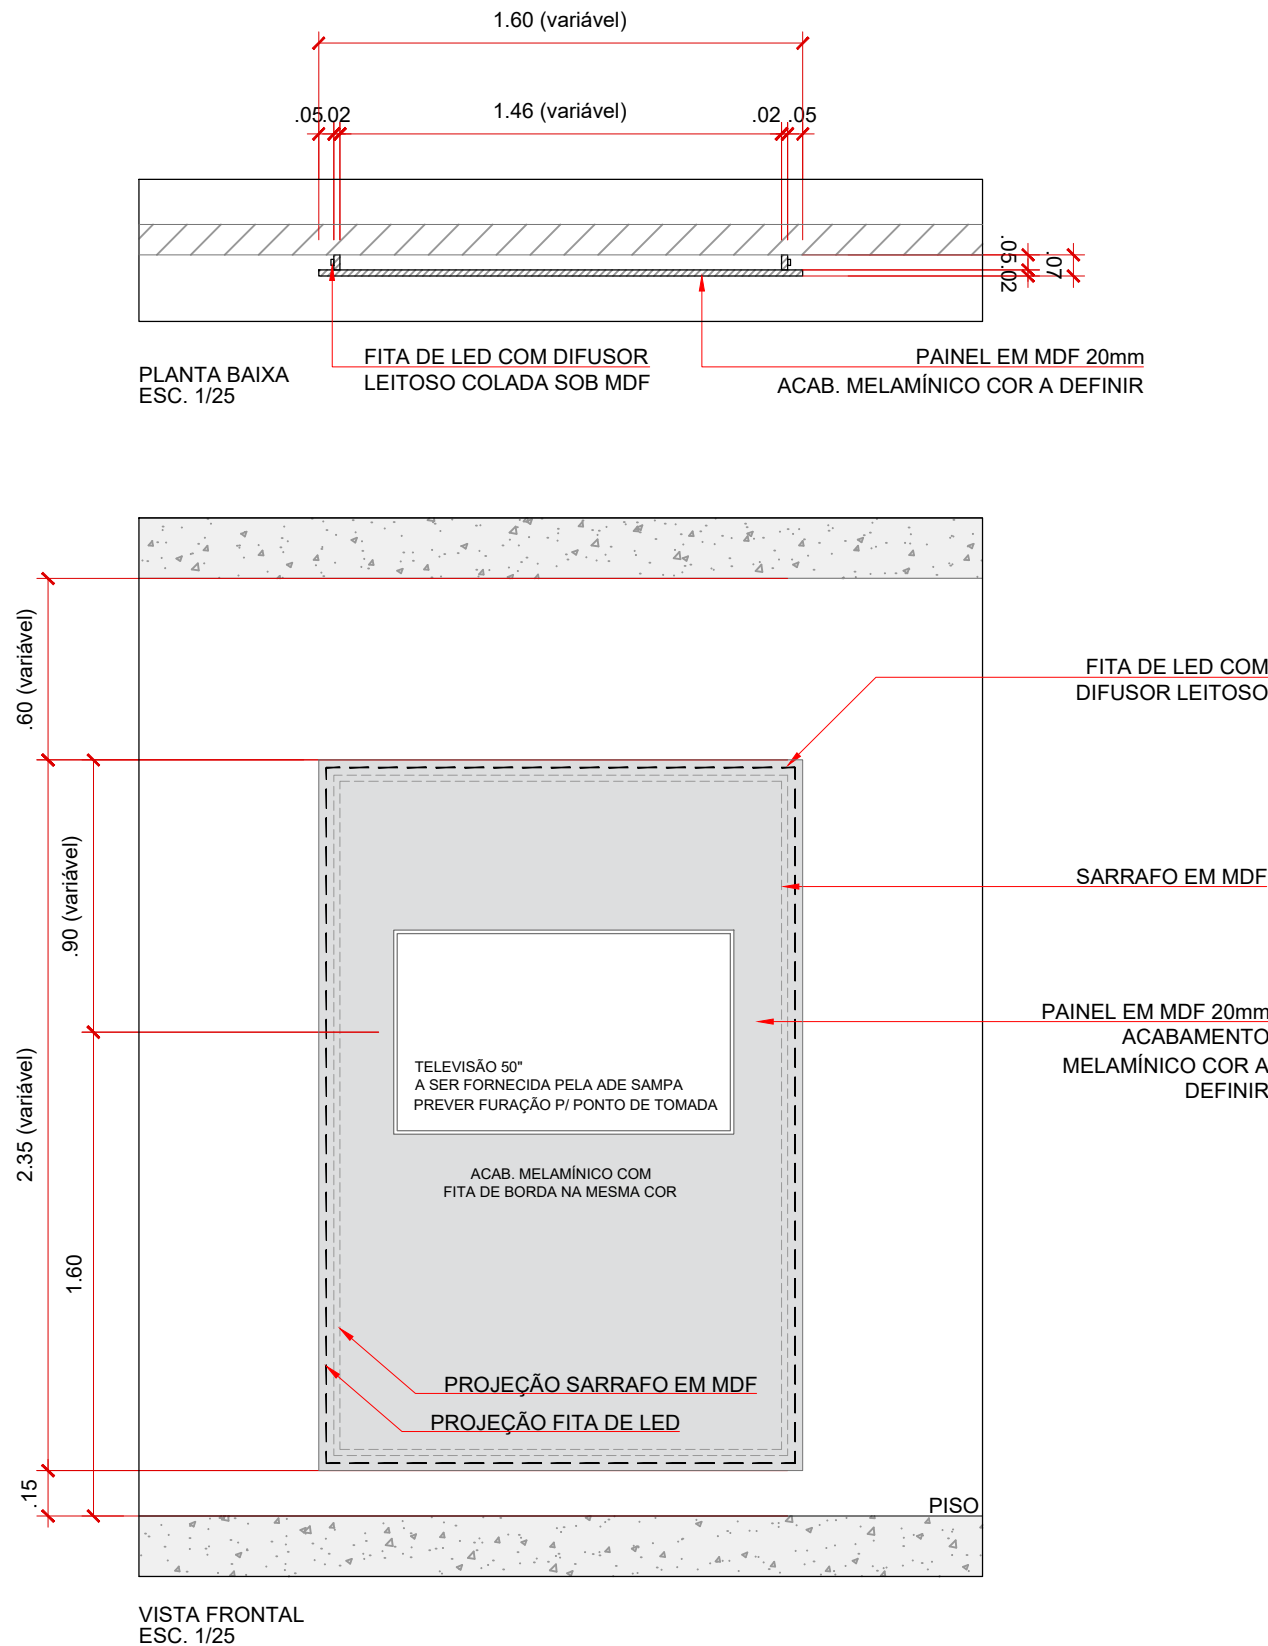 1.60 (variável)
.05
.02
1.46 (variável)
.02
.05
.05
.02
.07
FITA DE LED COM DIFUSOR
LEITOSO COLADA SOB MDF
PAINEL EM MDF 20mm
ACAB. MELAMÍNICO COR A DEFINIR
PLANTA BAIXA
ESC. 1/25
.60 (variável)
FITA DE LED COM
DIFUSOR LEITOSO
.90 (variável)
SARRAFO EM MDF
2.35 (variável)
PAINEL EM MDF 20mm
ACABAMENTO
MELAMÍNICO COR A
DEFINIR
TELEVISÃO 50"
A SER FORNECIDA PELA ADE SAMPA
PREVER FURAÇÃO P/ PONTO DE TOMADA
ACAB. MELAMÍNICO COM
FITA DE BORDA NA MESMA COR
1.60
PROJEÇÃO SARRAFO EM MDF
PROJEÇÃO FITA DE LED
.15
PISO
VISTA FRONTAL
ESC. 1/25